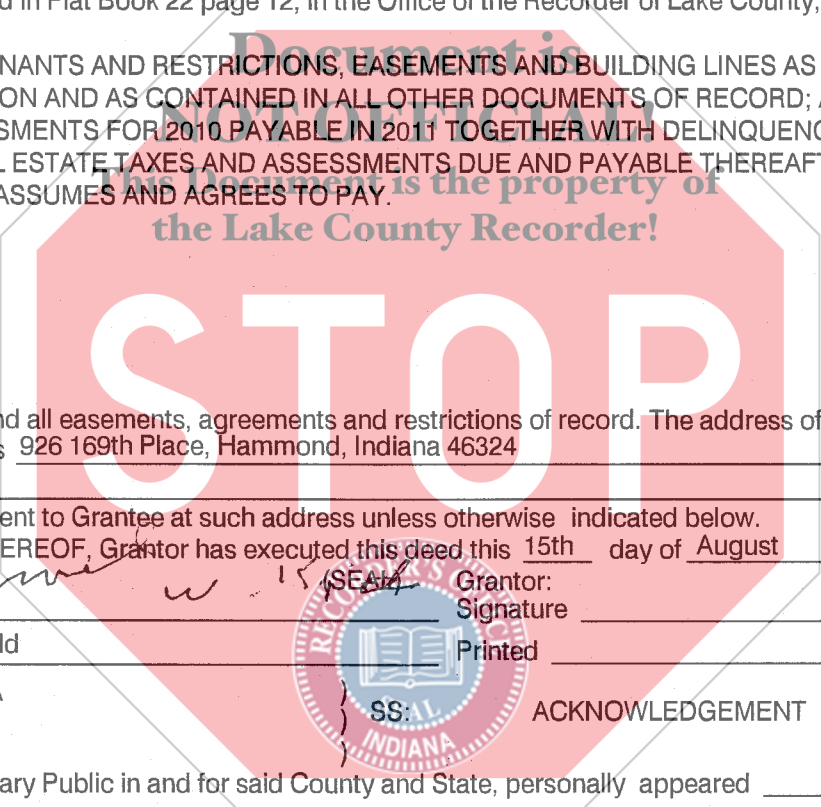 d in Plat Book 22 page 12, in the Office of the Recorder of Lake County,
Document is
NANTS AND RESTRICTIONS, EASEMENTS AND BUILDING LINES AS
ON AND AS CONTAINED IN ALL OTHER DOCUMENTS OF RECORD;
NOT OFFICIAL!
SMENTS FOR 2010 PAYABLE IN 2011 TOGETHER WITH DELINQUENC
L ESTATE TAXES AND ASSESSMENTS DUE AND PAYABLE THEREAFT
This Document is the property of
ASSUMES AND AGREES TO PAY.
the Lake County Recorder!
STOP
nd all easements, agreements and restrictions of record. The address of
s 926 169th Place, Hammond, Indiana 46324
ent to Grantee at such address unless otherwise indicated below.
EREOF, Grantor has executed this deed this 15th day of August
(SEAL) Grantor:
Signature
ld Printed
RECORDER'S OFFICE
SEAL
INDIANA
) SS: ACKNOWLEDGEMENT
)
)
ary Public in and for said County and State, personally appeared